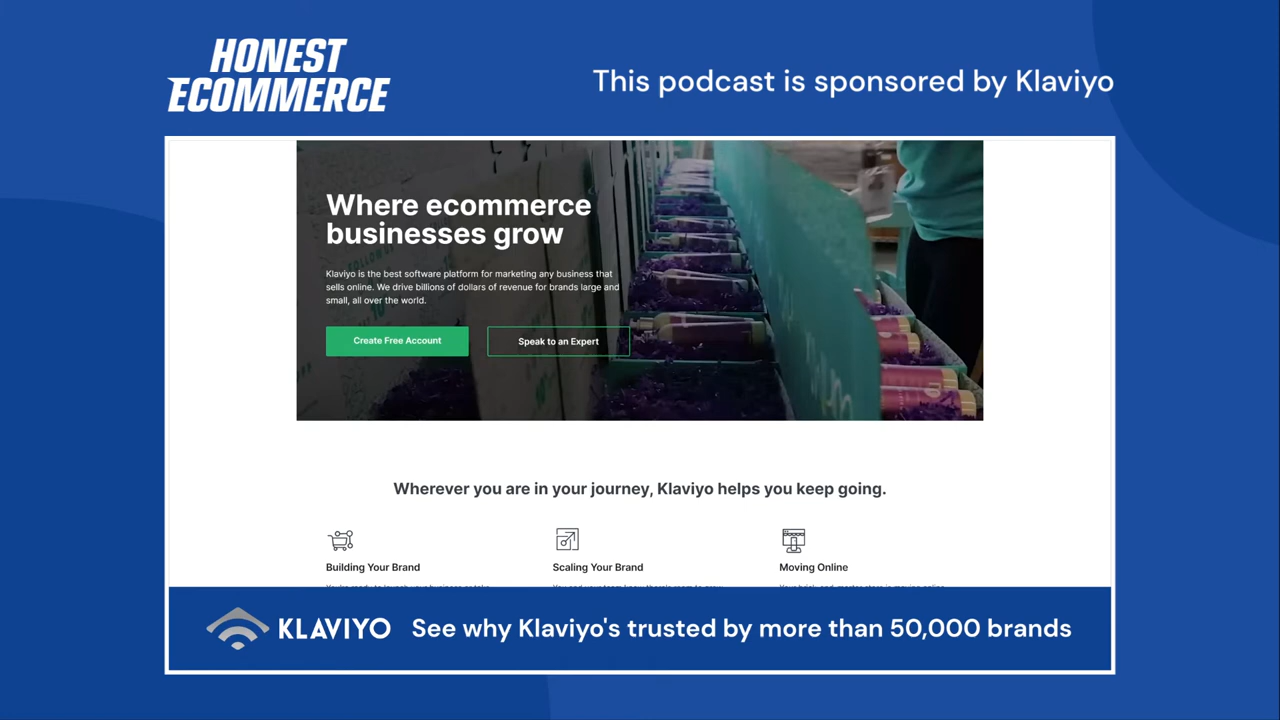 HONEST
ECOMMERCE
This podcast is sponsored by Klaviyo
Where ecommerce
businesses grow
Klaviyo is the best software platform for marketing any business that
sells online. We drive billions of dollars of revenue for brands large and
small, all over the world.
Create Free Account
Speak to an Expert
Wherever you are in your journey, Klaviyo helps you keep going.
Building Your Brand
Scaling Your Brand
Moving Online
KLAVIYO
See why Klaviyo's trusted by more than 50,000 brands